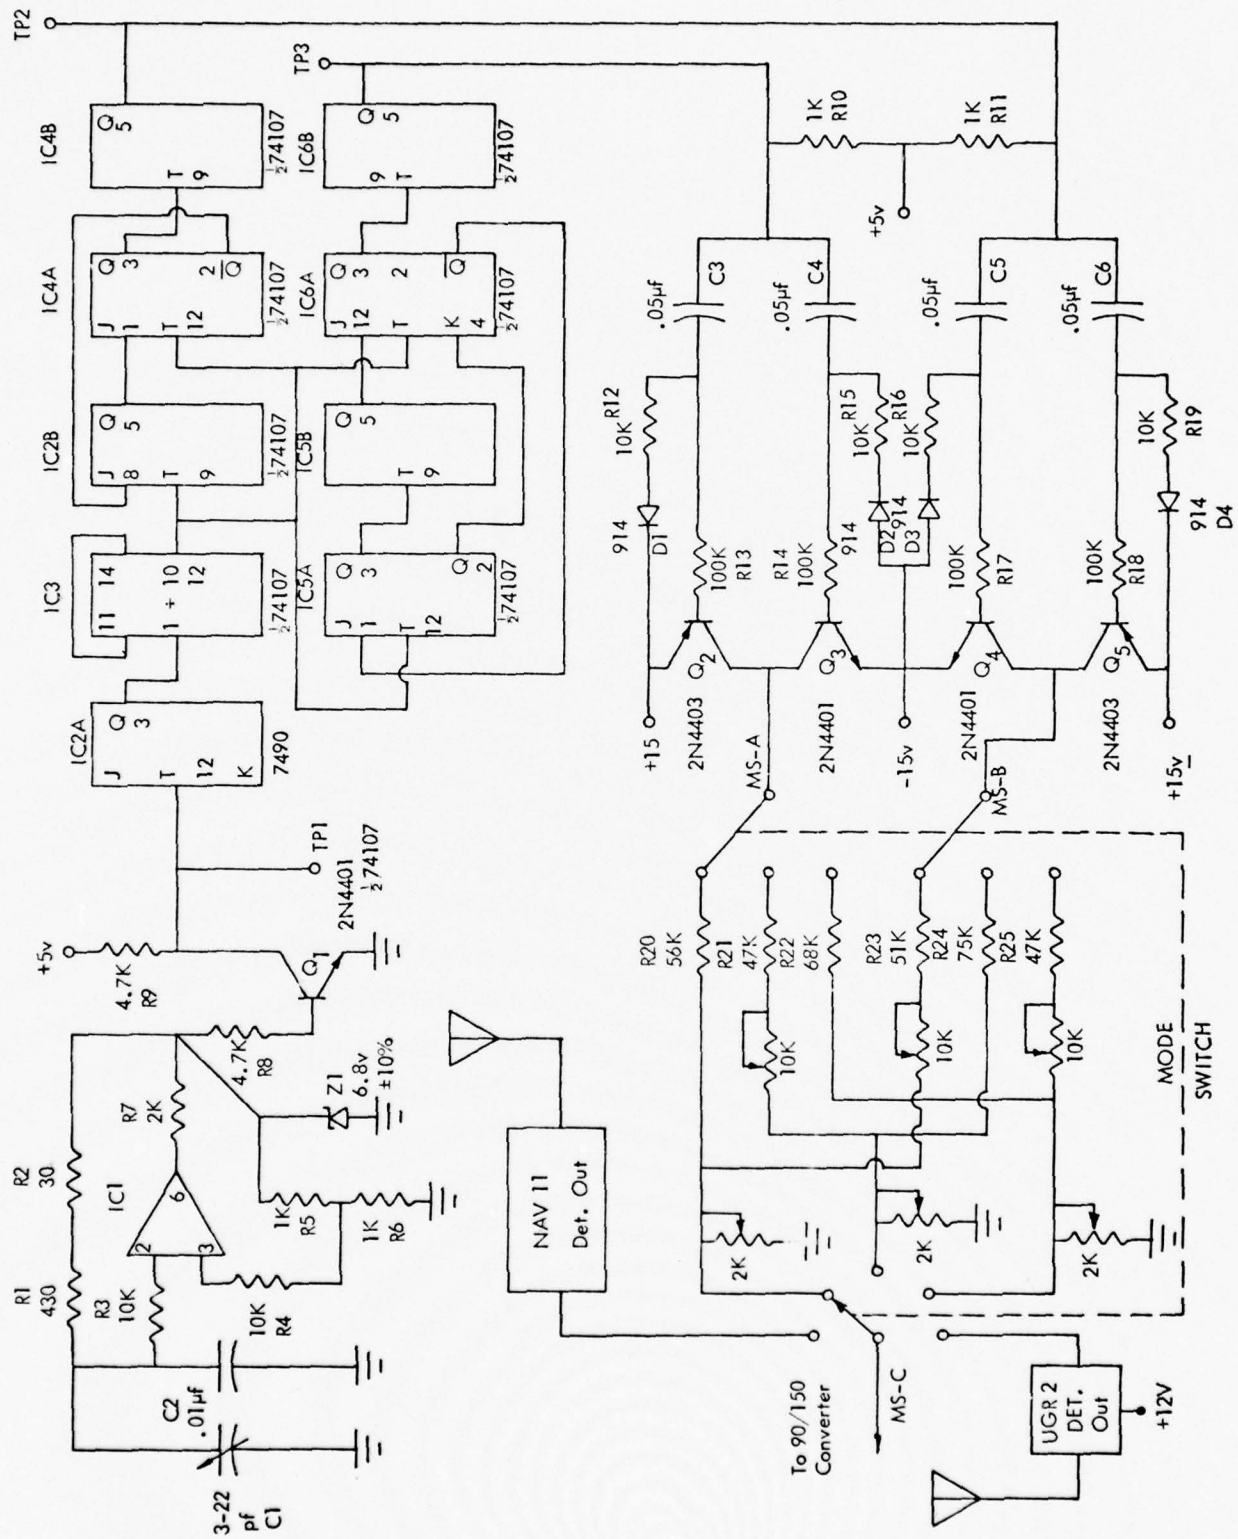 TP2
IC4B
Q
5
T
9
½74107
TP3
IC6B
Q
5
9
T
½74107
IC4A
Q
3
2
Q̅
J
1
T
12
½74107
IC6A
Q
3
2
Q̅
J
12
T
K
4
½74107
IC2B
Q
5
J
8
T
9
½74107
IC5B
Q
5
T
9
IC3
11 14
1 ÷ 10
12
½74107
IC5A
Q
3
Q
2
J
1
T
12
½74107
IC2A
Q
3
J
T
12
K
7490
+5v
4.7K
R9
TP1
2N4401
½74107
Q1
4.7K
R8
Z1
6.8v
±10%
R7
2K
R2
30
IC1
6
2
3
1K
R5
1K
R6
R1
430
R3
10K
10K
R4
C2
.01µf
3-22
pf
C1
1K
R10
1K
R11
+5v
.05µf
C3
.05µf
C4
.05µf
C5
.05µf
C6
10K
R12
10K
R15
R16
10K
10K
R19
914
D1
914
D2
D3
914
914
D4
100K
R13
R14
100K
100K
R17
100K
R18
Q2
Q3
Q4
Q5
+15
2N4403
2N4401
-15v
2N4401
2N4403
+15v
MS-A
MS-B
R20
56K
R21
47K
R22
68K
R23
51K
R24
75K
R25
47K
10K
10K
10K
MODE
SWITCH
NAV 11
Det. Out
2K
2K
2K
To 90/150
Converter
MS-C
UGR 2
DET.
Out
+12V